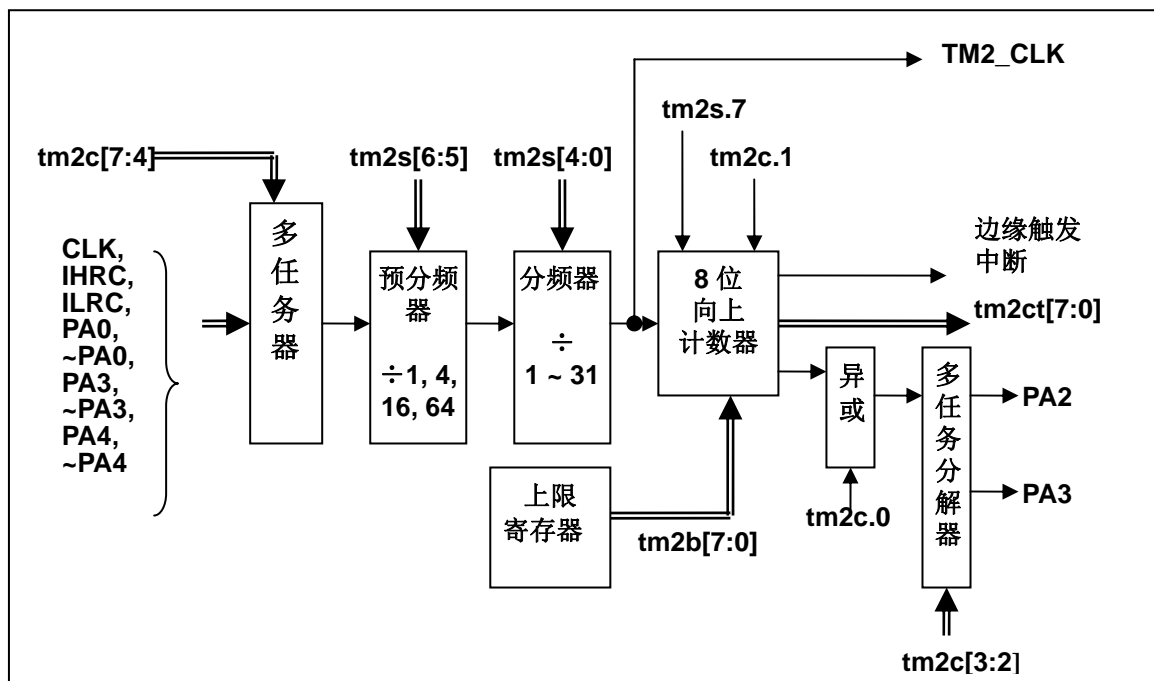 TM2_CLK
tm2s.7
tm2c[7:4]
tm2s[6:5]
tm2s[4:0]
tm2c.1
CLK,
IHRC,
ILRC,
PA0,
~PA0,
PA3,
~PA3,
PA4,
~PA4
多
任
务
器
预分频
器
÷1, 4,
16, 64
分频器
÷
1 ~ 31
8 位
向上
计数器
边缘触发
中断
tm2ct[7:0]
异
或
多
任
务
分
解
器
PA2
PA3
上限
寄存器
tm2b[7:0]
tm2c.0
tm2c[3:2]